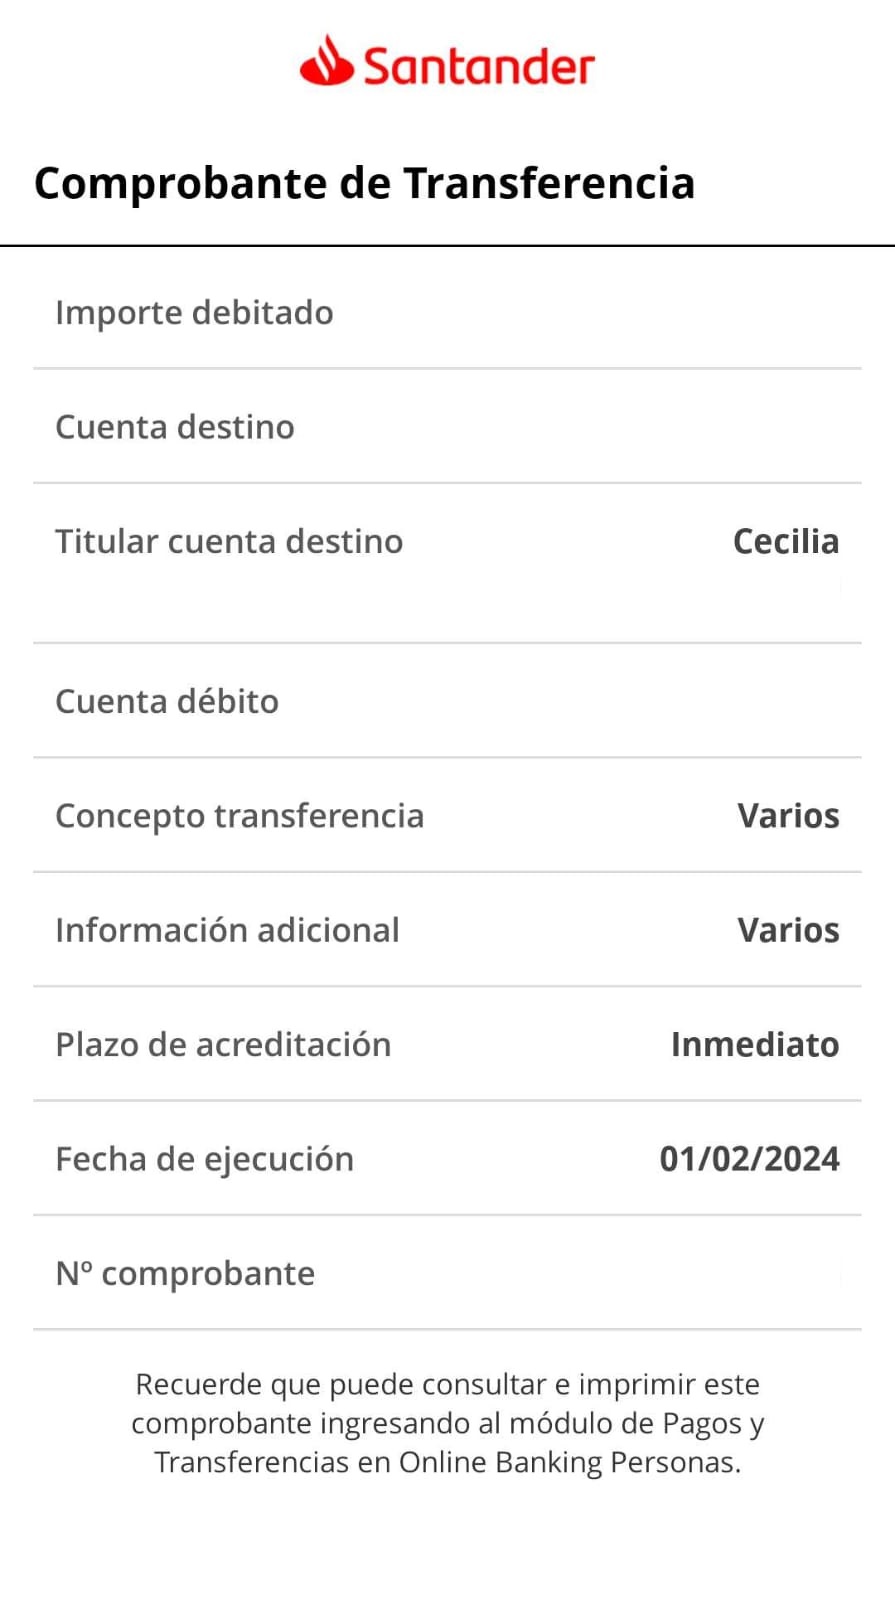 Santander
Comprobante de Transferencia
Importe debitado
Cuenta destino
Titular cuenta destino Cecilia
Cuenta débito
Concepto transferencia Varios
Información adicional Varios
Plazo de acreditación Inmediato
Fecha de ejecución 01/02/2024
Nº comprobante
Recuerde que puede consultar e imprimir este
comprobante ingresando al módulo de Pagos y
Transferencias en Online Banking Personas.